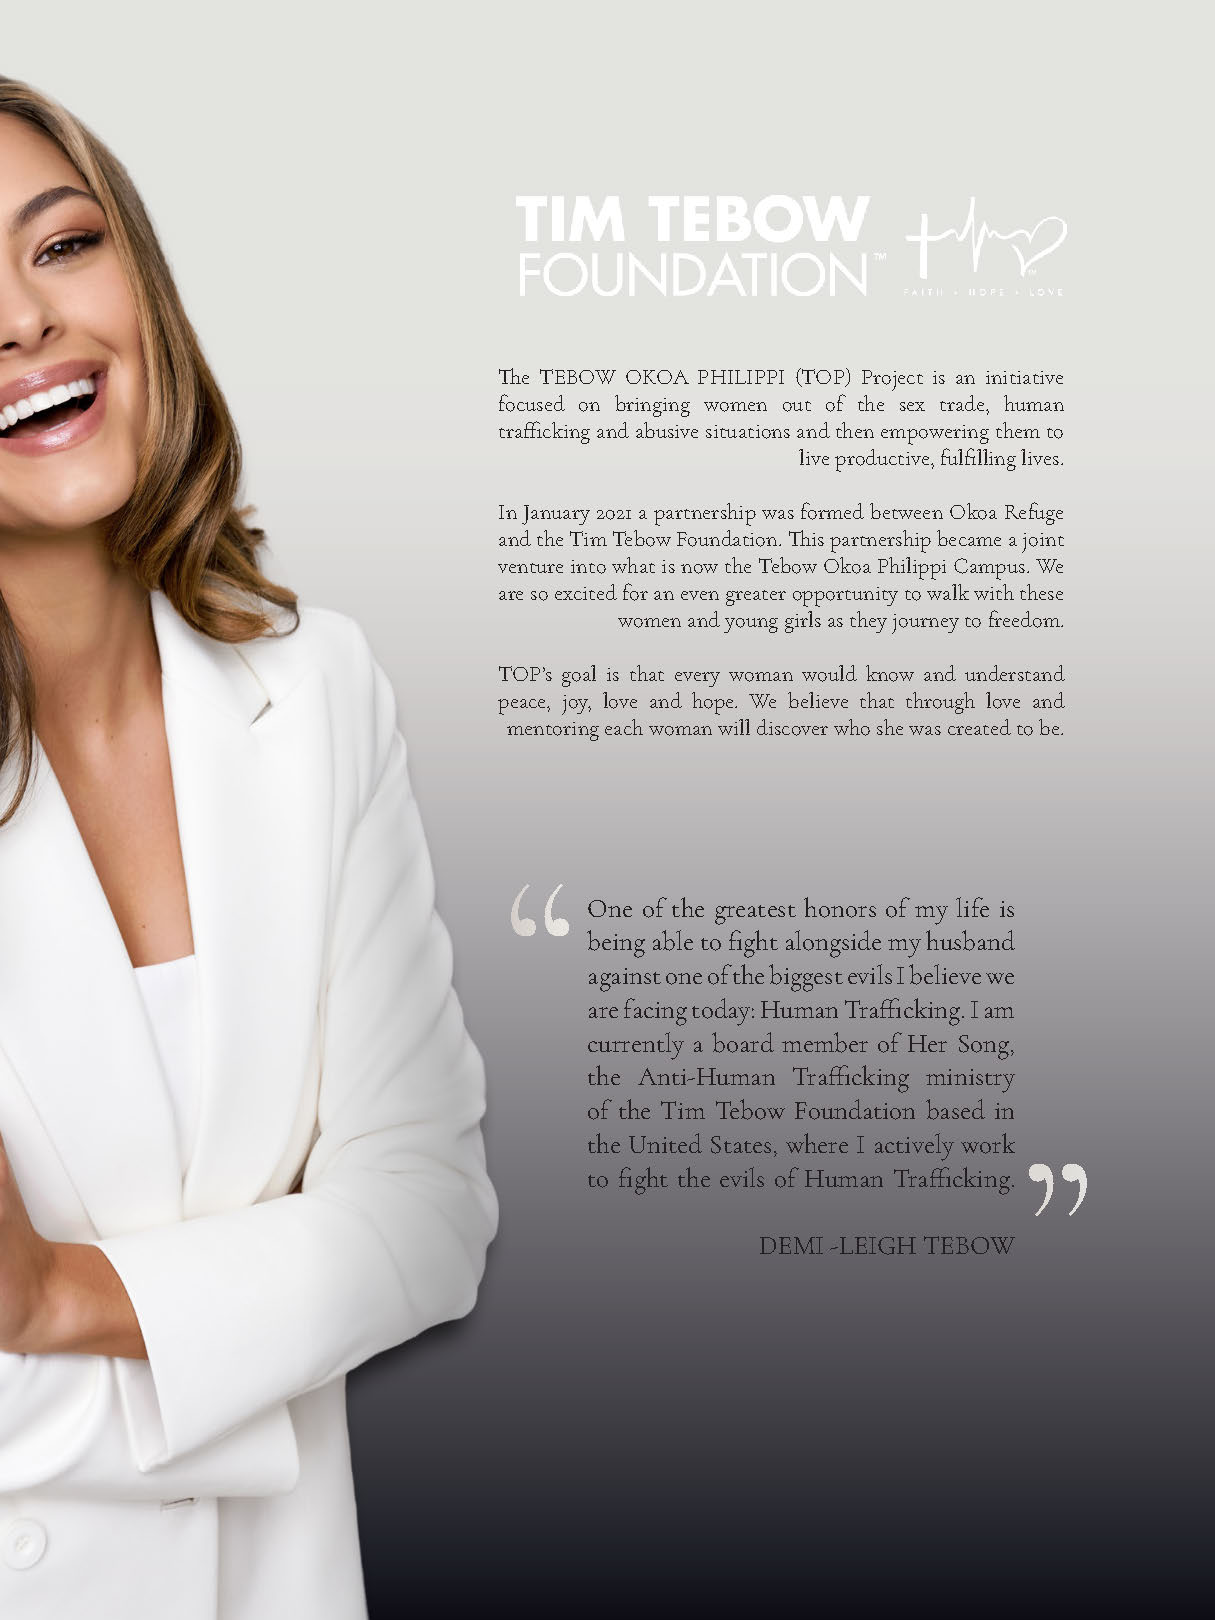 TIM TEBOW
FOUNDATION™
FAITH • HOPE • LOVE
The TEBOW OKOA PHILIPPI (TOP) Project is an initiative
focused on bringing women out of the sex trade, human
trafficking and abusive situations and then empowering them to
live productive, fulfilling lives.
In January 2021 a partnership was formed between Okoa Refuge
and the Tim Tebow Foundation. This partnership became a joint
venture into what is now the Tebow Okoa Philippi Campus. We
are so excited for an even greater opportunity to walk with these
women and young girls as they journey to freedom.
TOP's goal is that every woman would know and understand
peace, joy, love and hope. We believe that through love and
mentoring each woman will discover who she was created to be.
“ One of the greatest honors of my life is
being able to fight alongside my husband
against one of the biggest evils I believe we
are facing today: Human Trafficking. I am
currently a board member of Her Song,
the Anti-Human Trafficking ministry
of the Tim Tebow Foundation based in
the United States, where I actively work
to fight the evils of Human Trafficking. ”
DEMI -LEIGH TEBOW